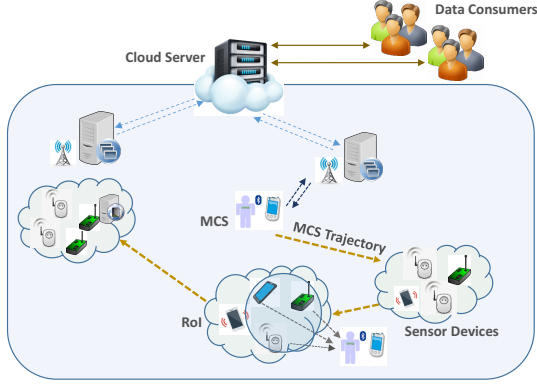 Data Consumers
Cloud Server
MCS
MCS Trajectory
RoI
Sensor Devices